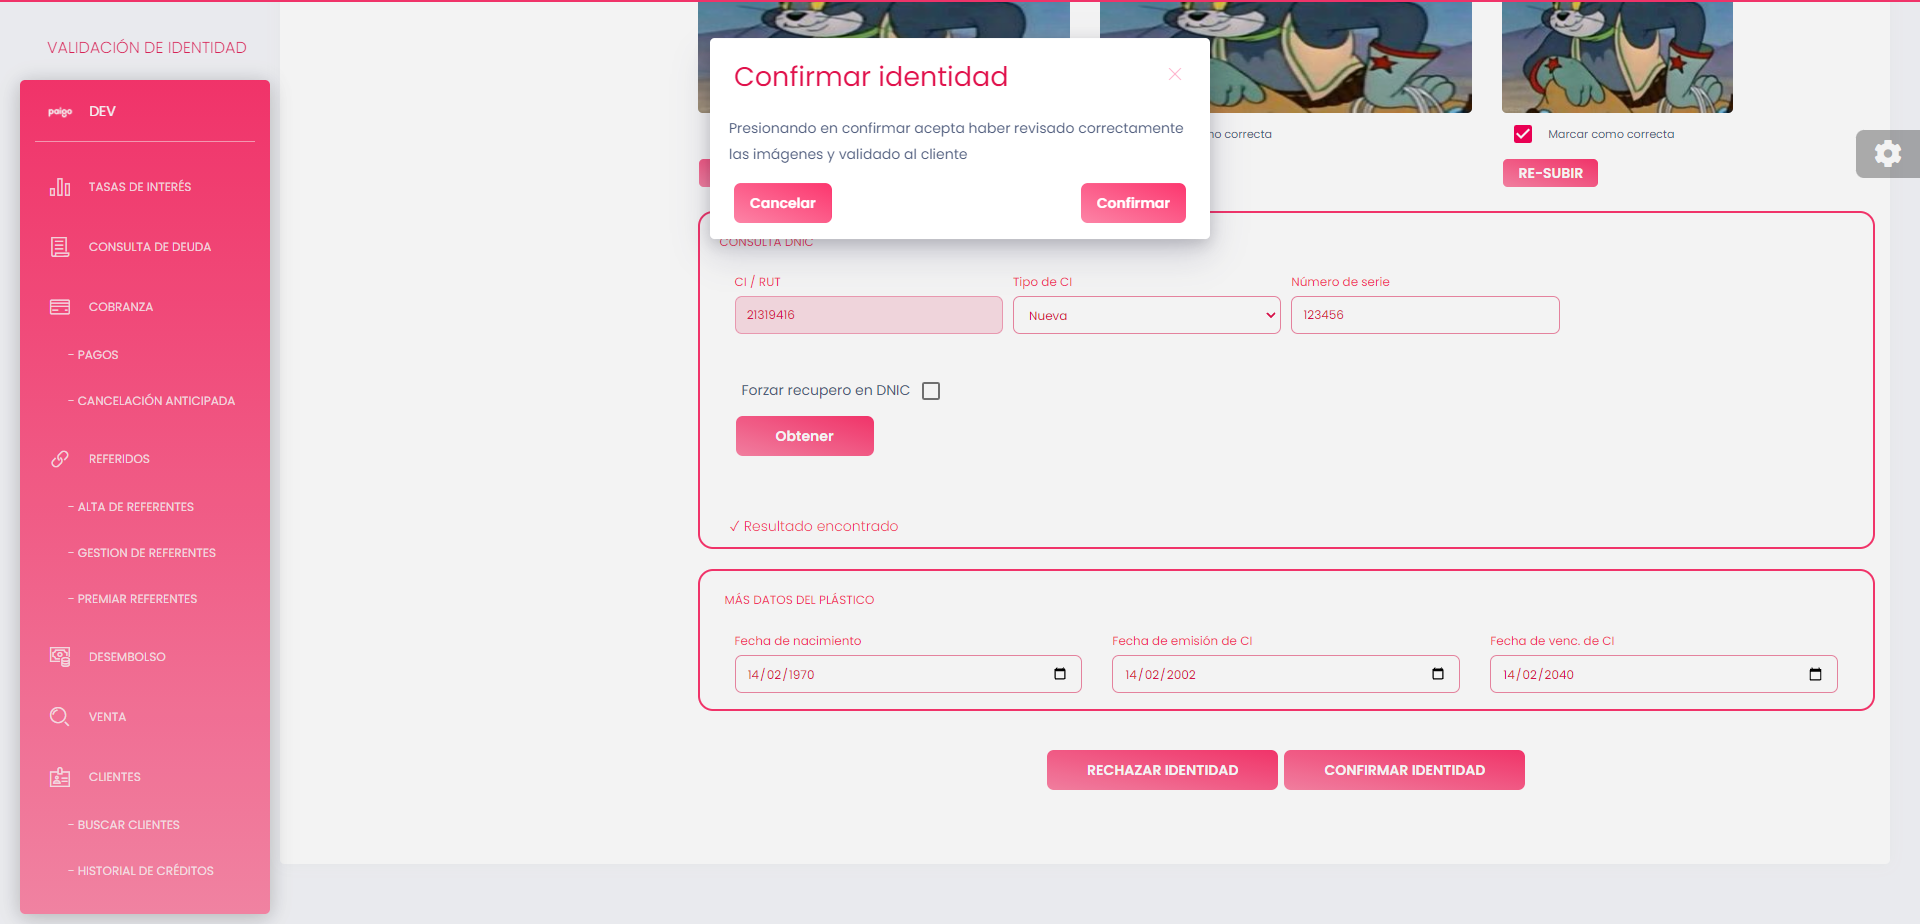 VALIDACIÓN DE IDENTIDAD
paigo DEV
TASAS DE INTERÉS
CONSULTA DE DEUDA
COBRANZA
- PAGOS
- CANCELACIÓN ANTICIPADA
REFERIDOS
- ALTA DE REFERENTES
- GESTION DE REFERENTES
- PREMIAR REFERENTES
DESEMBOLSO
VENTA
CLIENTES
- BUSCAR CLIENTES
- HISTORIAL DE CRÉDITOS
Confirmar identidad
Presionando en confirmar acepta haber revisado correctamente
las imágenes y validado al cliente
Cancelar
Confirmar
correcta
Marcar como correcta
RE-SUBIR
CONSULTA DNIC
CI / RUT
Tipo de CI
Número de serie
21319416
Nueva
123456
Forzar recupero en DNIC
Obtener
✓ Resultado encontrado
MÁS DATOS DEL PLÁSTICO
Fecha de nacimiento
Fecha de emisión de CI
Fecha de venc. de CI
14/02/1970
14/02/2002
14/02/2040
RECHAZAR IDENTIDAD
CONFIRMAR IDENTIDAD